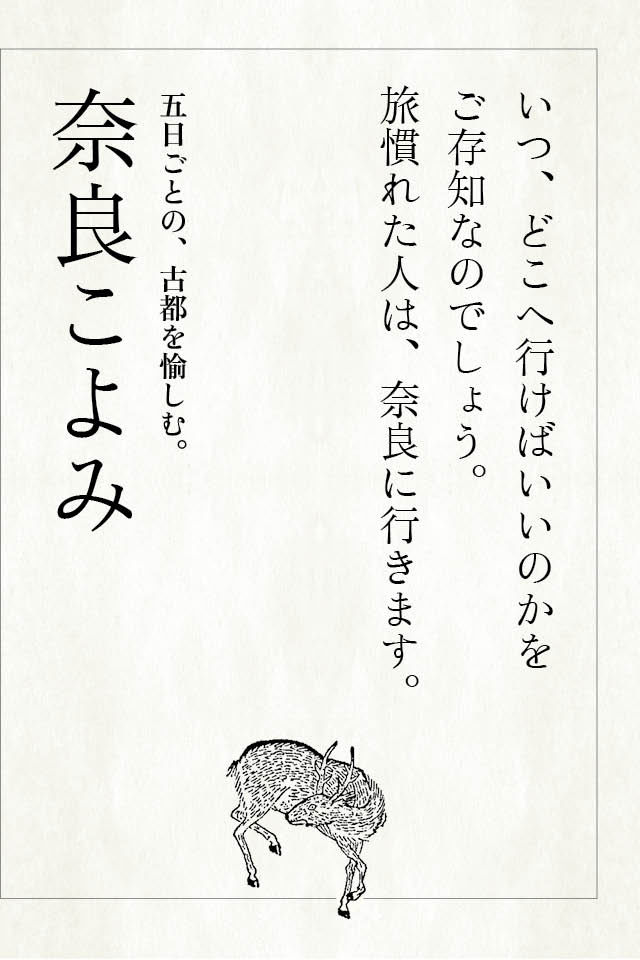 いつ、どこへ行けばいいのかを
ご存知なのでしょう。
旅慣れた人は、奈良に行きます。
五日ごとの、古都を愉しむ。
奈良こよみ